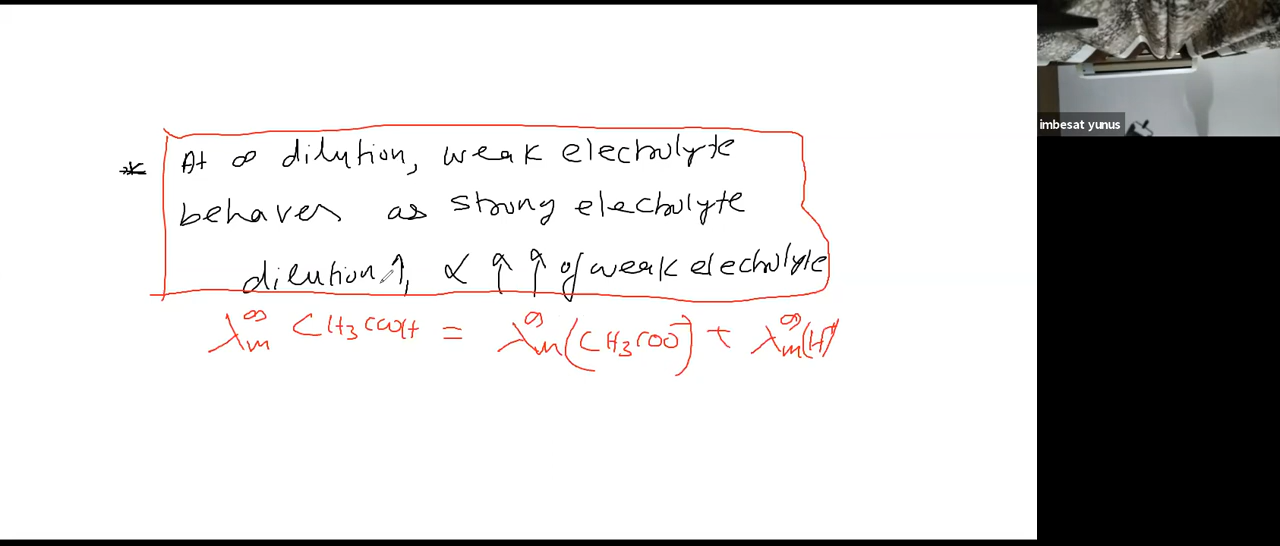 * At ∞ dilution, weak electrolyte
behaves as strong electrolyte
dilution ↑, ∝ ↑ ↑ of weak electrolyte
λ∞m CH3COOH = λ∞m (CH3COO-) + λ∞m (H+)
imbesat yunus